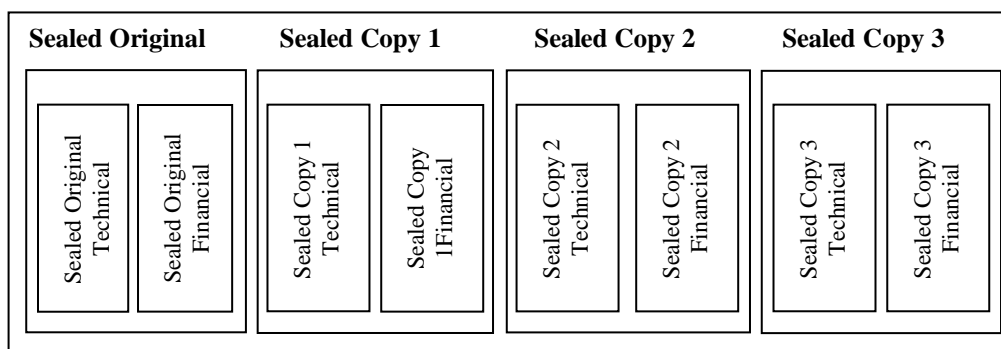 Sealed Original
Sealed Copy 1
Sealed Copy 2
Sealed Copy 3
Sealed Original
Technical
Sealed Original
Financial
Sealed Copy 1
Technical
Sealed Copy
1Financial
Sealed Copy 2
Technical
Sealed Copy 2
Financial
Sealed Copy 3
Technical
Sealed Copy 3
Financial